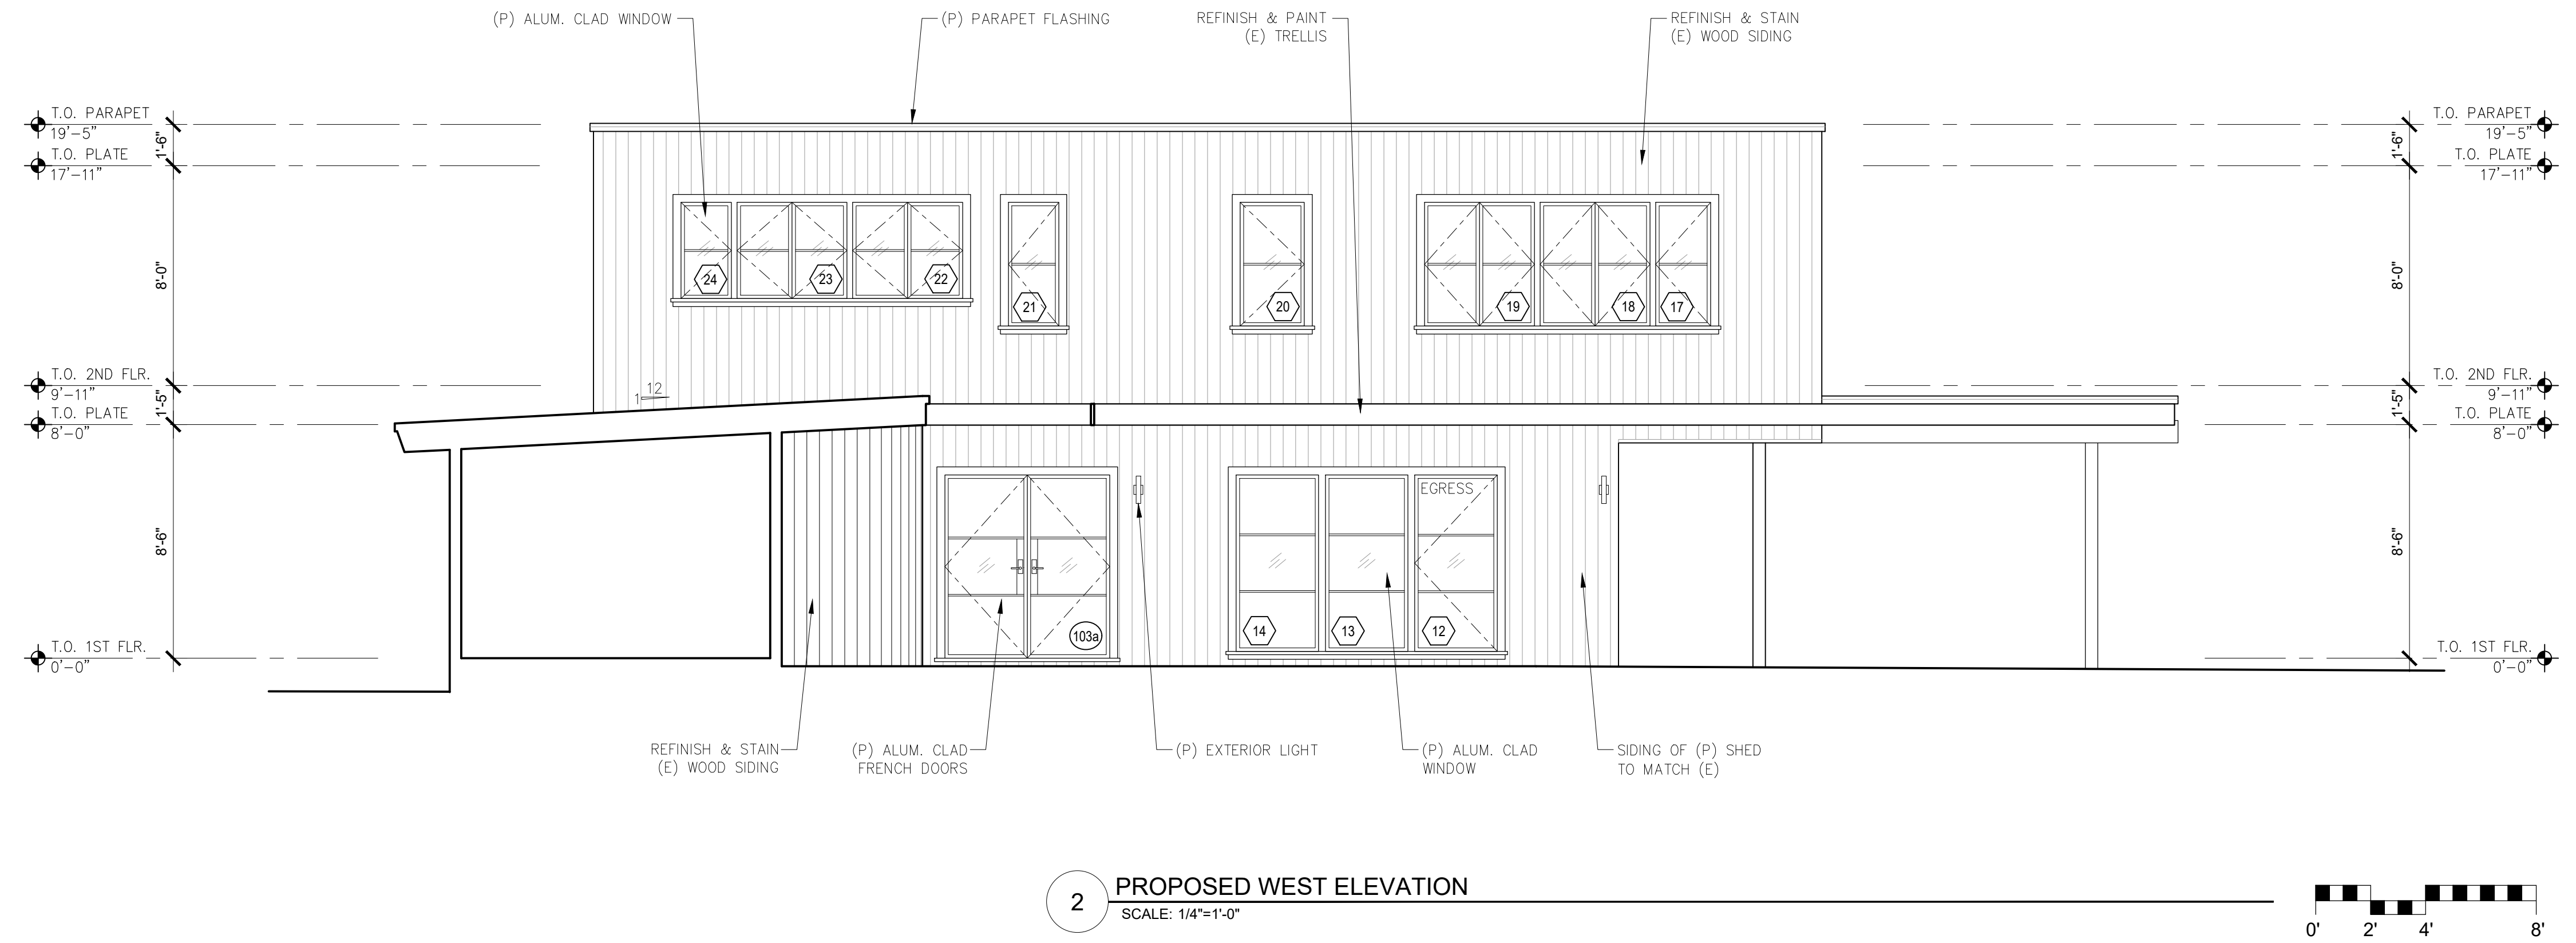 (P) ALUM. CLAD WINDOW
(P) PARAPET FLASHING
REFINISH & PAINT
(E) TRELLIS
REFINISH & STAIN
(E) WOOD SIDING
T.O. PARAPET
19'-5"
T.O. PLATE
17'-11"
T.O. 2ND FLR.
9'-11"
T.O. PLATE
8'-0"
T.O. 1ST FLR.
0'-0"
1'-6"
8'-0"
1'-5"
8'-6"
12
1
24
23
22
21
20
19
18
17
103a
14
13
EGRESS
12
T.O. PARAPET
19'-5"
T.O. PLATE
17'-11"
T.O. 2ND FLR.
9'-11"
T.O. PLATE
8'-0"
T.O. 1ST FLR.
0'-0"
1'-6"
8'-0"
1'-5"
8'-6"
REFINISH & STAIN
(E) WOOD SIDING
(P) ALUM. CLAD
FRENCH DOORS
(P) EXTERIOR LIGHT
(P) ALUM. CLAD
WINDOW
SIDING OF (P) SHED
TO MATCH (E)
2
PROPOSED WEST ELEVATION
SCALE: 1/4"=1'-0"
0' 2' 4' 8'